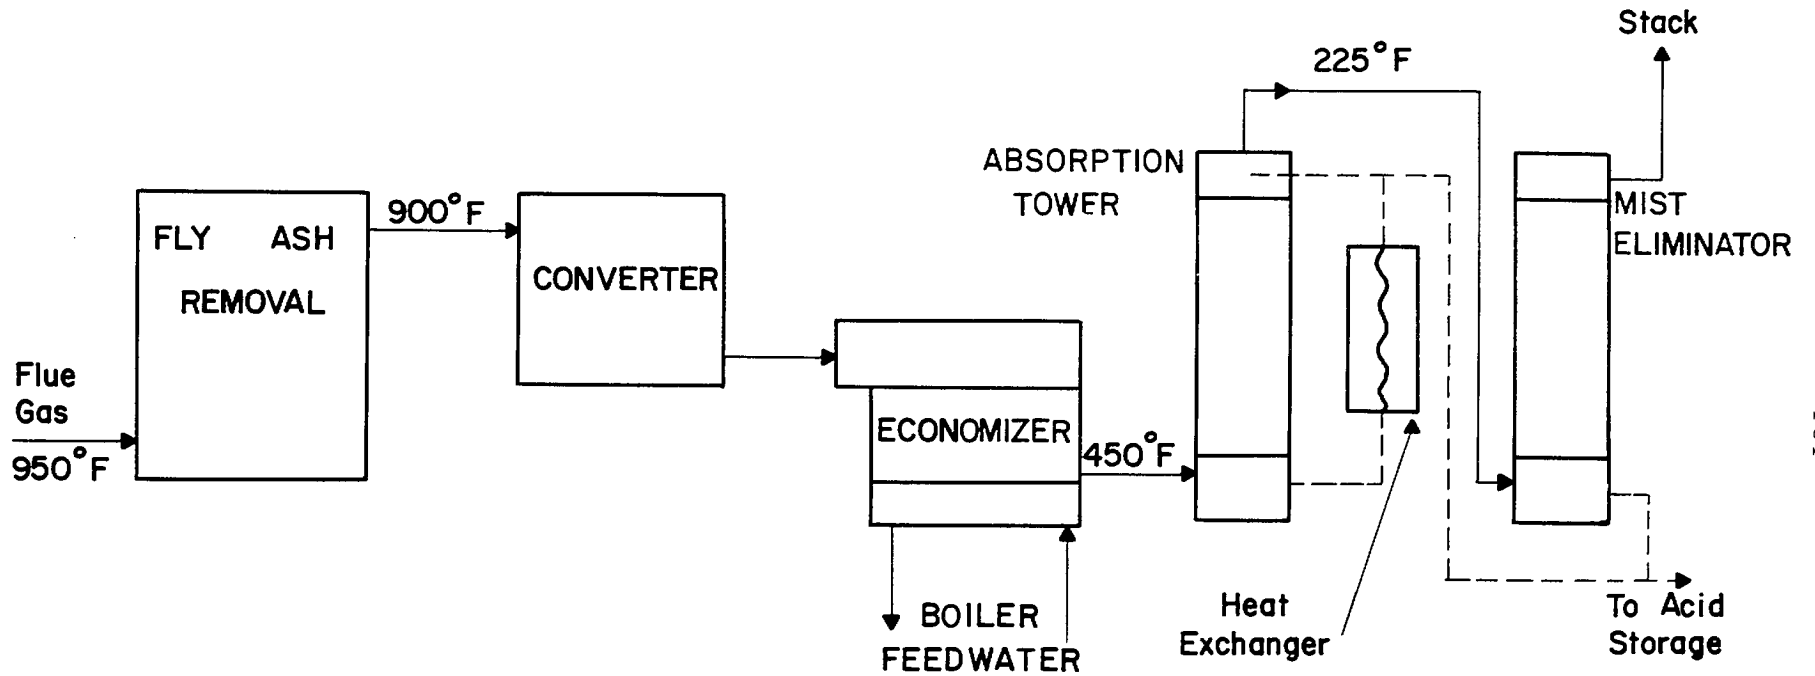 Stack
225°F
ABSORPTION
TOWER
MIST
ELIMINATOR
900°F
FLY ASH
REMOVAL
CONVERTER
Flue
Gas
950°F
ECONOMIZER
450°F
BOILER
FEEDWATER
Heat
Exchanger
To Acid
Storage